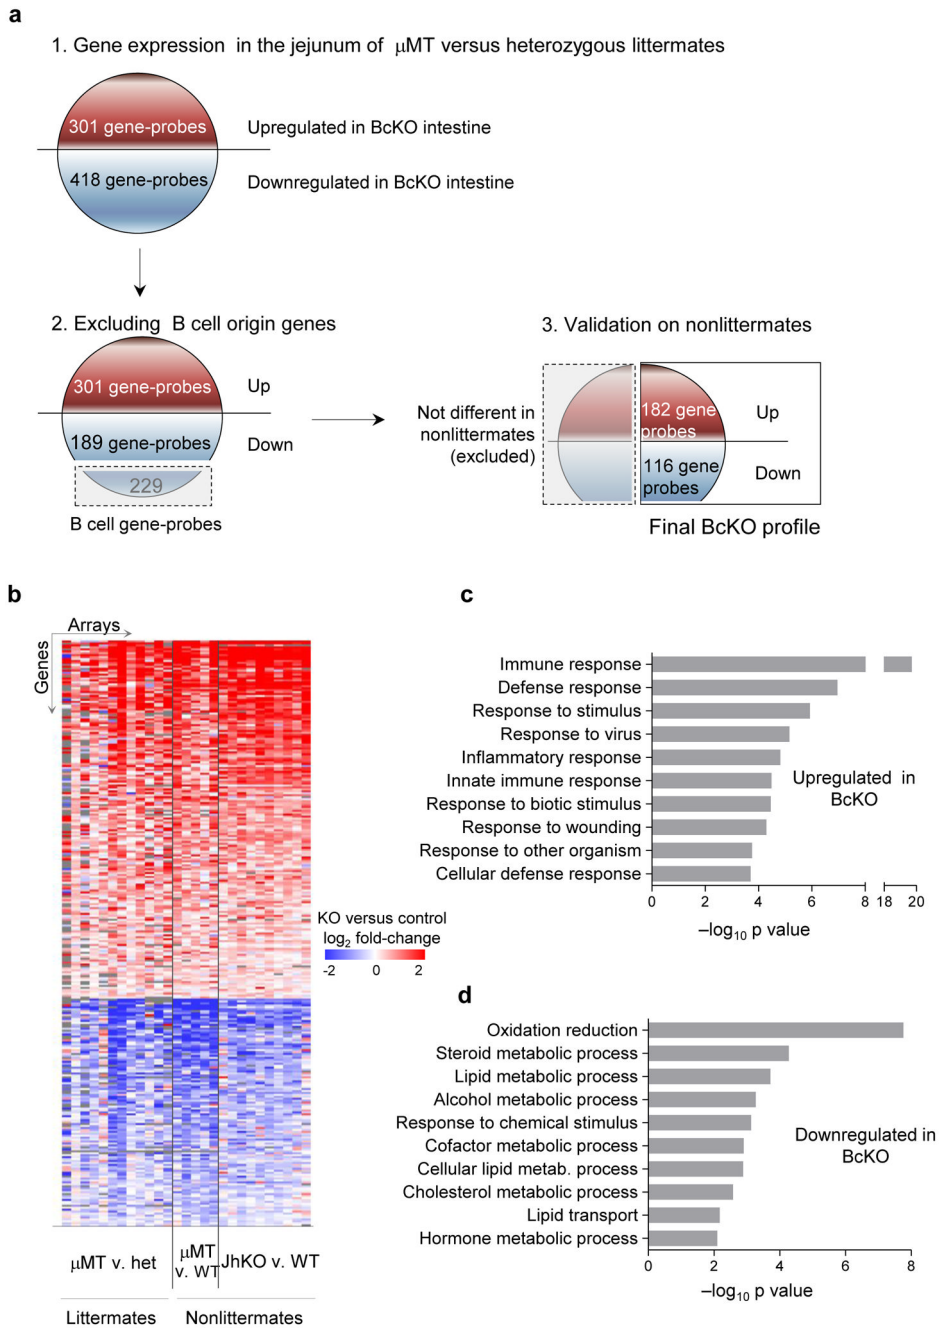 a
1. Gene expression in the jejunum of μMT versus heterozygous littermates
301 gene-probes
Upregulated in BcKO intestine
418 gene-probes
Downregulated in BcKO intestine
2. Excluding B cell origin genes
301 gene-probes
Up
189 gene-probes
Down
229
B cell gene-probes
3. Validation on nonlittermates
Not different in
nonlittermates
(excluded)
182 gene
probes
Up
116 gene
probes
Down
Final BcKO profile
b
Arrays
Genes
KO versus control
log2 fold-change
-2 0 2
μMT v. het
μMT
v. WT
JhKO v. WT
Littermates
Nonlittermates
c
Immune response
Defense response
Response to stimulus
Response to virus
Inflammatory response
Innate immune response
Response to biotic stimulus
Response to wounding
Response to other organism
Cellular defense response
Upregulated in
BcKO
0 2 4 6 8 18 20
–log10 p value
d
Oxidation reduction
Steroid metabolic process
Lipid metabolic process
Alcohol metabolic process
Response to chemical stimulus
Cofactor metabolic process
Cellular lipid metab. process
Cholesterol metabolic process
Lipid transport
Hormone metabolic process
Downregulated in
BcKO
0 2 4 6 8
–log10 p value